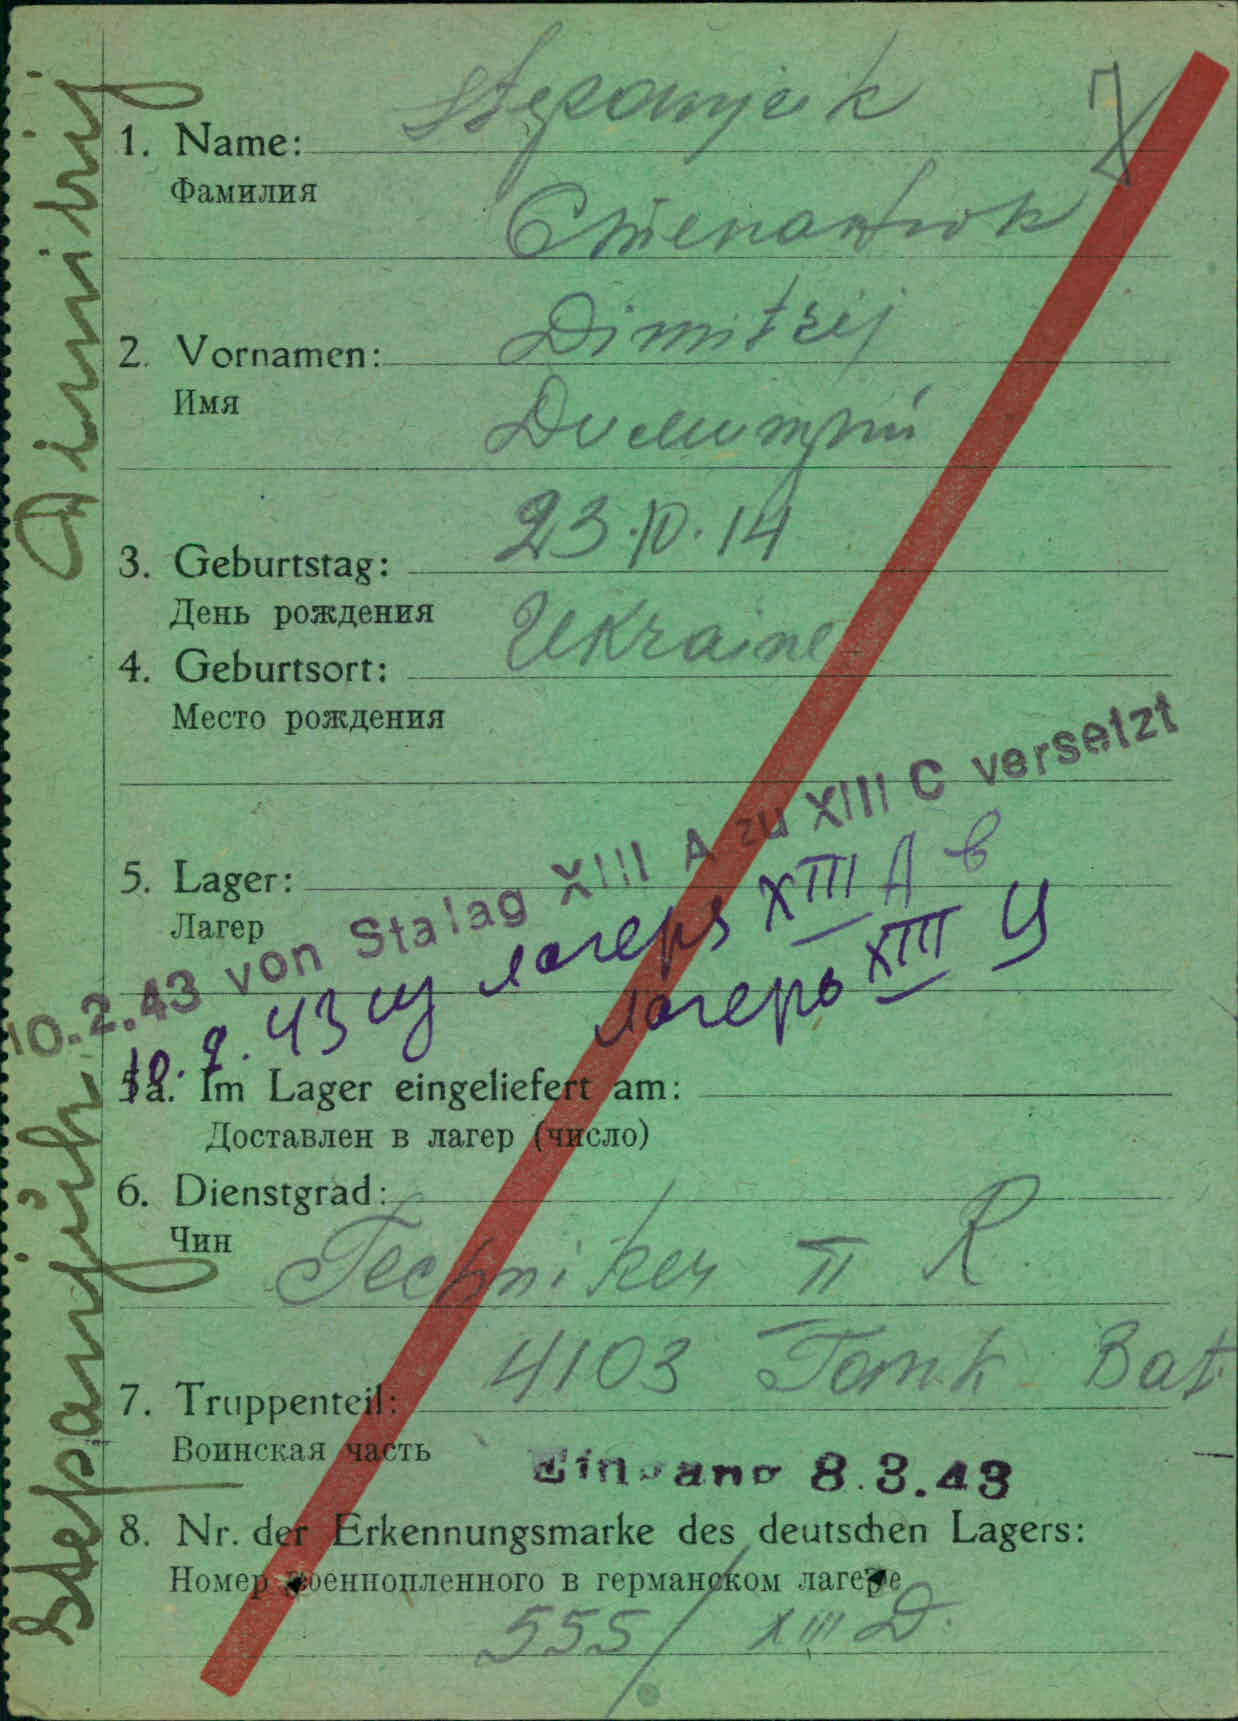 Stepanjuk Dimitrij
Stepanjuk
1. Name:
Фамилия
Степанюк
Dimitrij
2. Vornamen:
Имя
Димитрий
23.10.14
3. Geburtstag:
День рождения
Ukraine
4. Geburtsort:
Место рождения
10.2.43 von Stalag XIII A zu XIII C versetzt
5. Lager:
Лагер
10.2.43 из лагеря XIII А в
лагерь XIII Ц
5a. Im Lager eingeliefert am:
Доставлен в лагер (число)
6. Dienstgrad:
Чин
Techniker II R
4103 Tank Bat
7. Truppenteil:
Воинская часть
Eingang 8.3.43
8. Nr. der Erkennungsmarke des deutschen Lagers:
Номер военнопленного в германском лагере
555/ XIII D.